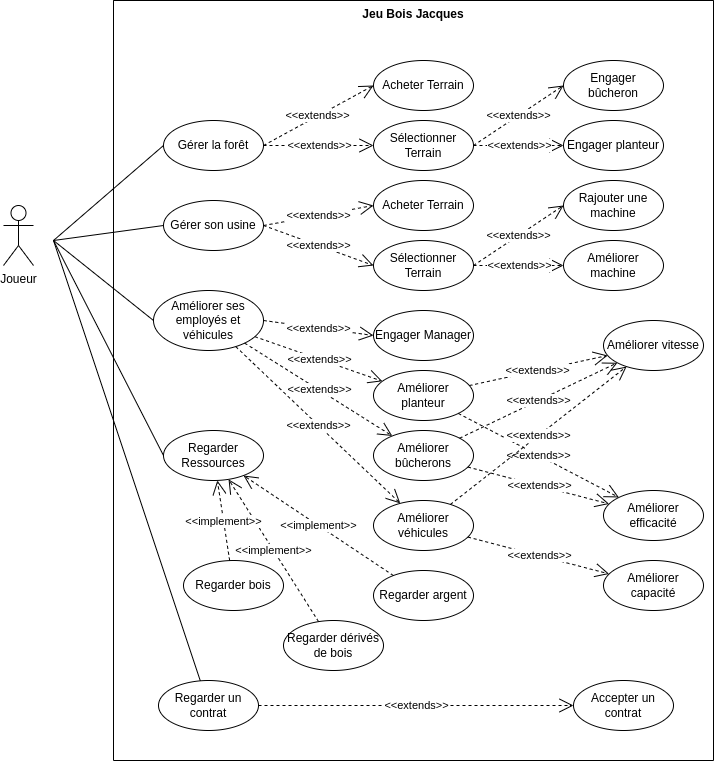 Jeu Bois Jacques
Acheter Terrain
Engager
bûcheron
<<extends>>
<<extends>>
Gérer la forêt
<<extends>>
Sélectionner
Terrain
<<extends>>
Engager planteur
Joueur
Gérer son usine
<<extends>>
Acheter Terrain
Rajouter une
machine
<<extends>>
<<extends>>
Sélectionner
Terrain
<<extends>>
Améliorer
machine
Améliorer ses
employés et
véhicules
<<extends>>
Engager Manager
Améliorer vitesse
<<extends>>
<<extends>>
Améliorer
planteur
<<extends>>
<<extends>>
<<extends>>
<<extends>>
Regarder
Ressources
Améliorer
bûcherons
<<extends>>
<<extends>>
Améliorer
véhicules
Améliorer
efficacité
<<implement>>
<<implement>>
<<implement>>
<<extends>>
Regarder bois
Regarder argent
Améliorer
capacité
Regarder dérivés
de bois
Regarder un
contrat
<<extends>>
Accepter un
contrat